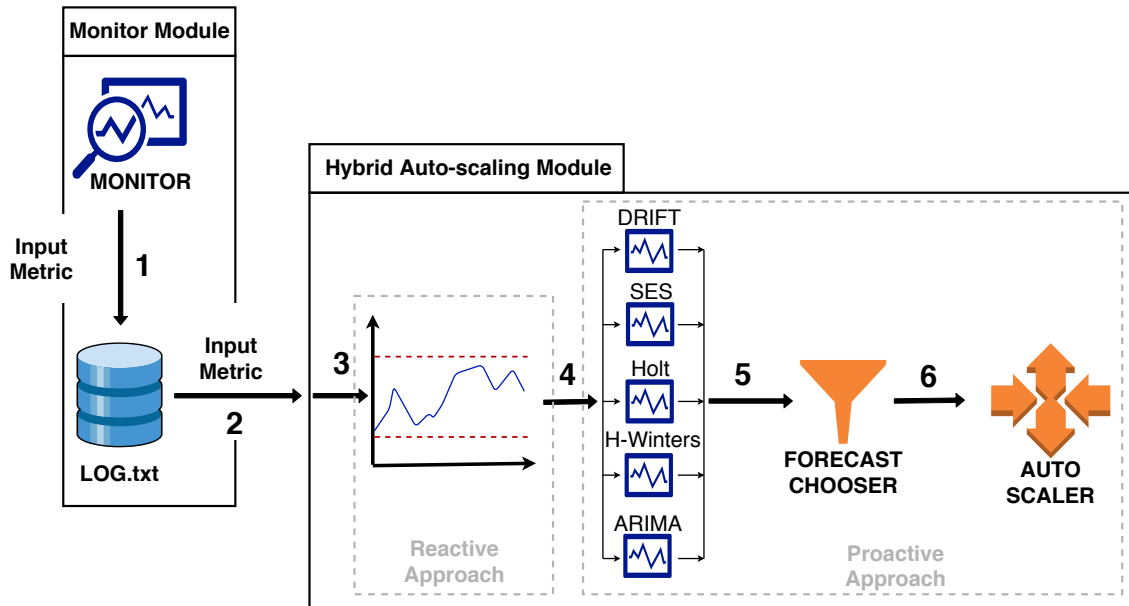 Monitor Module
MONITOR
Input
Metric
1
LOG.txt
Input
Metric
2
Hybrid Auto-scaling Module
3
Reactive
Approach
4
DRIFT
SES
Holt
H-Winters
ARIMA
5
FORECAST
CHOOSER
6
AUTO
SCALER
Proactive
Approach